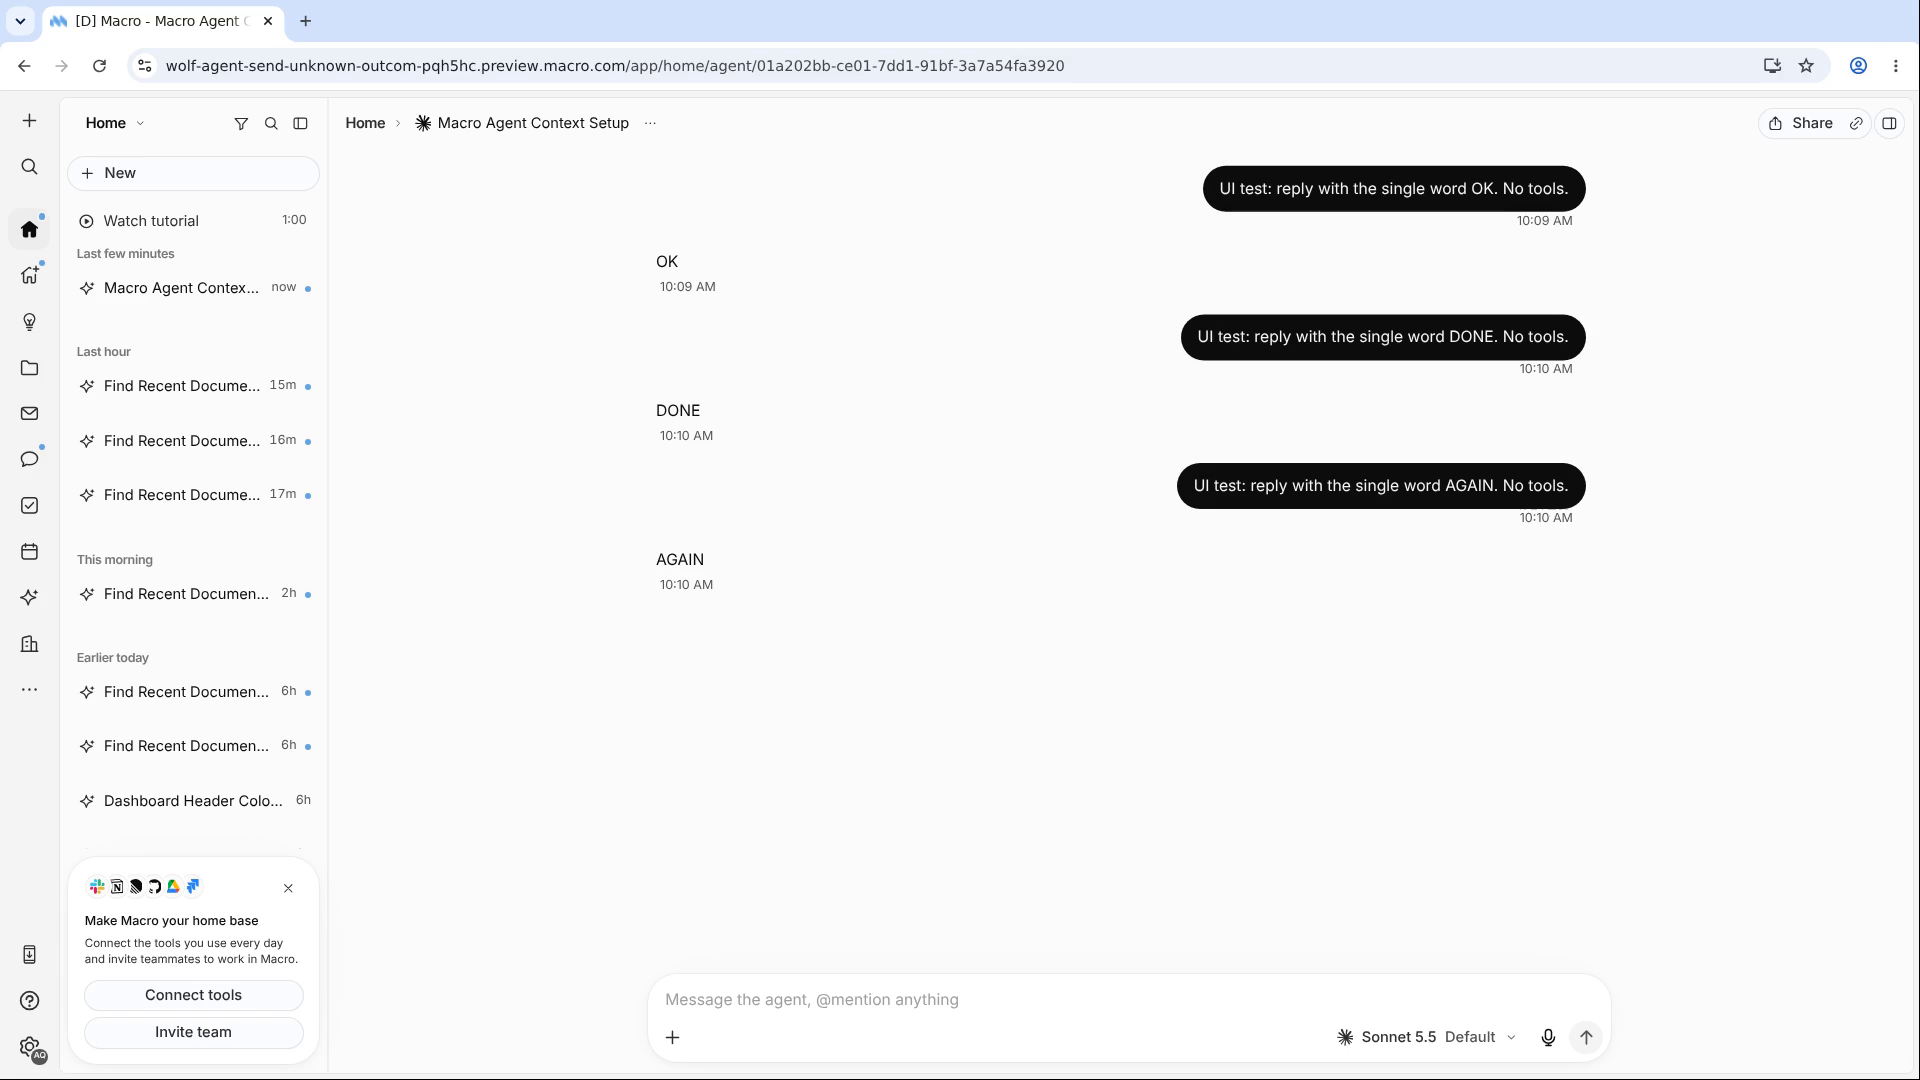 [D] Macro - Macro Agent C
wolf-agent-send-unknown-outcom-pqh5hc.preview.macro.com/app/home/agent/01a202bb-ce01-7dd1-91bf-3a7a54fa3920
Home
New
Watch tutorial 1:00
Last few minutes
Macro Agent Contex... now
Last hour
Find Recent Docume... 15m
Find Recent Docume... 16m
Find Recent Docume... 17m
This morning
Find Recent Documen... 2h
Earlier today
Find Recent Documen... 6h
Find Recent Documen... 6h
Dashboard Header Colo... 6h
Make Macro your home base
Connect the tools you use every day
and invite teammates to work in Macro.
Connect tools
Invite team
AQ
Home > Macro Agent Context Setup ...
Share
UI test: reply with the single word OK. No tools.
10:09 AM
OK
10:09 AM
UI test: reply with the single word DONE. No tools.
10:10 AM
DONE
10:10 AM
UI test: reply with the single word AGAIN. No tools.
10:10 AM
AGAIN
10:10 AM
Message the agent, @mention anything
Sonnet 5.5 Default